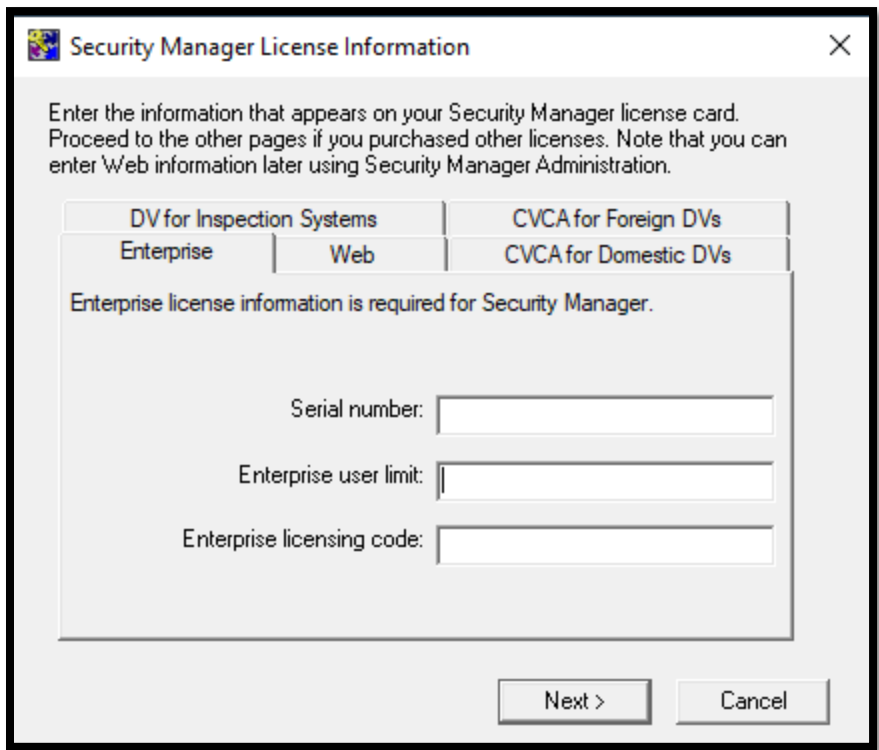 Security Manager License Information
Enter the information that appears on your Security Manager license card.
Proceed to the other pages if you purchased other licenses. Note that you can
enter Web information later using Security Manager Administration.
DV for Inspection Systems
CVCA for Foreign DVs
Enterprise
Web
CVCA for Domestic DVs
Enterprise license information is required for Security Manager.
Serial number:
Enterprise user limit:
Enterprise licensing code:
Next >
Cancel